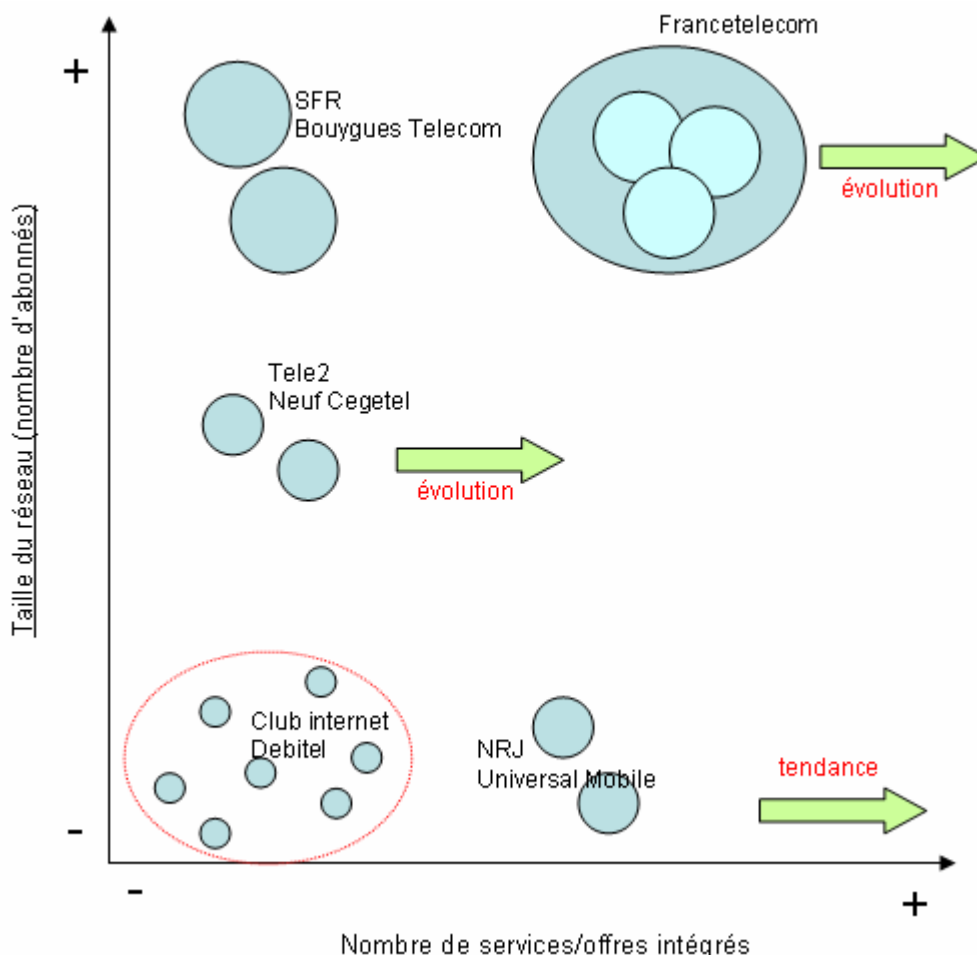 Francetelecom
+
SFR
Bouygues Telecom
évolution
Taille du réseau (nombre d'abonnés)
Tele2
Neuf Cegetel
évolution
Club internet
Debitel
NRJ
Universal Mobile
tendance
-
-
+
Nombre de services/offres intégrés